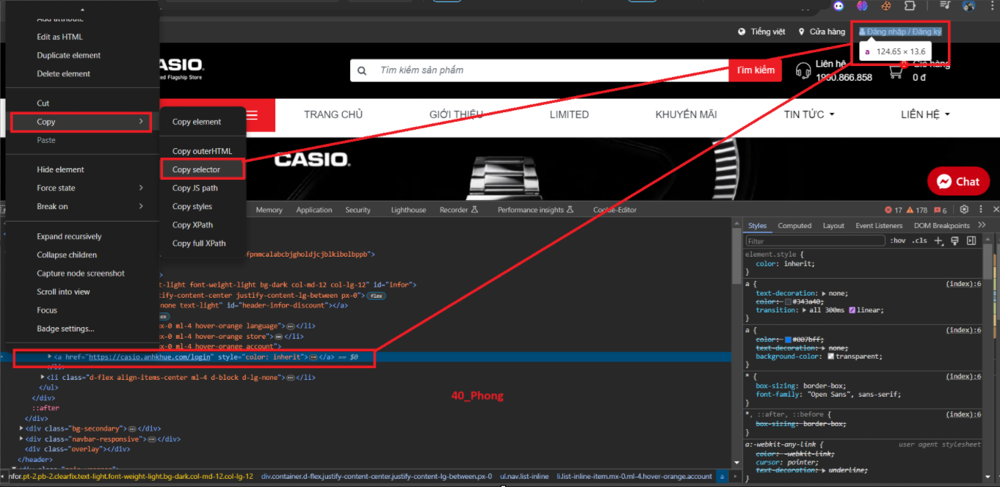 Add attribute
Edit as HTML
Duplicate element
Delete element
Cut
Copy
Paste
Hide element
Force state
Break on
Expand recursively
Collapse children
Capture node screenshot
Scroll into view
Focus
Badge settings...
Copy element
Copy outerHTML
Copy selector
Copy JS path
Copy styles
Copy XPath
Copy full XPath
Tiếng việt
Cửa hàng
Đăng nhập / Đăng ký
a 124.65 × 13.6
ASIO.
ed Flagship Store
Tìm kiếm sản phẩm
Tìm kiếm
Liên hệ
1900.866.858
Giỏ hàng
0 đ
TRANG CHỦ
GIỚI THIỆU
LIMITED
KHUYẾN MÃI
TIN TỨC
LIÊN HỆ
CASIO.
Chat
Memory
Application
Security
Lighthouse
Recorder
Performance insights
Cookie-Editor
17 178 6
fpnmcalabcbjgholdjcjblkibolbppb">
>
t-light font-weight-light bg-dark col-md-12 col-lg-12" id="infor">
tify-content-center justify-content-lg-between px-0"> flex
none text-light" id="header-infor-discount"></a>
ex
x-0 ml-4 hover-orange language">…</li>
x-0 ml-4 hover-orange store">…</li>
x-0 ml-4 hover-orange account">
<a href="https://casio.anhkhue.com/login" style="color: inherit">…</a> == $0
</li>
<li class="d-flex align-items-center ml-4 d-block d-lg-none">…</li>
</ul>
</div>
::after
</div>
<div class="bg-secondary">…</div>
<div class="navbar-responsive">…</div>
<div class="overlay"></div>
</header>
40_Phong
Styles
Computed
Layout
Event Listeners
DOM Breakpoints
Filter
:hov .cls
element.style {
color: inherit;
}
a { (index):6
text-decoration: none;
color: #343a40;
transition: all 300ms linear;
}
a { (index):6
color: #007bff;
text-decoration: none;
background-color: transparent;
}
* { (index):6
box-sizing: border-box;
font-family: "Open Sans", sans-serif;
}
*, ::after, ::before { (index):6
box-sizing: border-box;
}
a:-webkit-any-link { user agent stylesheet
color: -webkit-link;
cursor: pointer;
text-decoration: underline;
}
nfor.pt-2.pb-2.clearfix.text-light.font-weight-light.bg-dark.col-md-12.col-lg-12
div.container.d-flex.justify-content-center.justify-content-lg-between.px-0
ul.nav.list-inline
li.list-inline-item.mx-0.ml-4.hover-orange.account
a